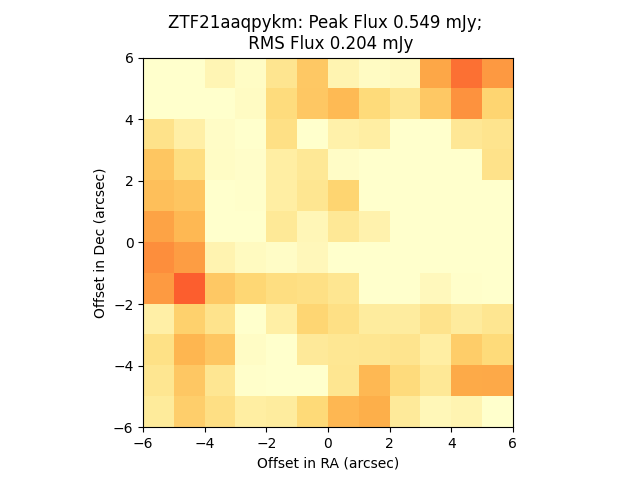 ZTF21aaqpykm: Peak Flux 0.549 mJy;
RMS Flux 0.204 mJy
6
4
2
0
−2
−4
−6
Offset in Dec (arcsec)
−6 −4 −2 0 2 4 6
Offset in RA (arcsec)